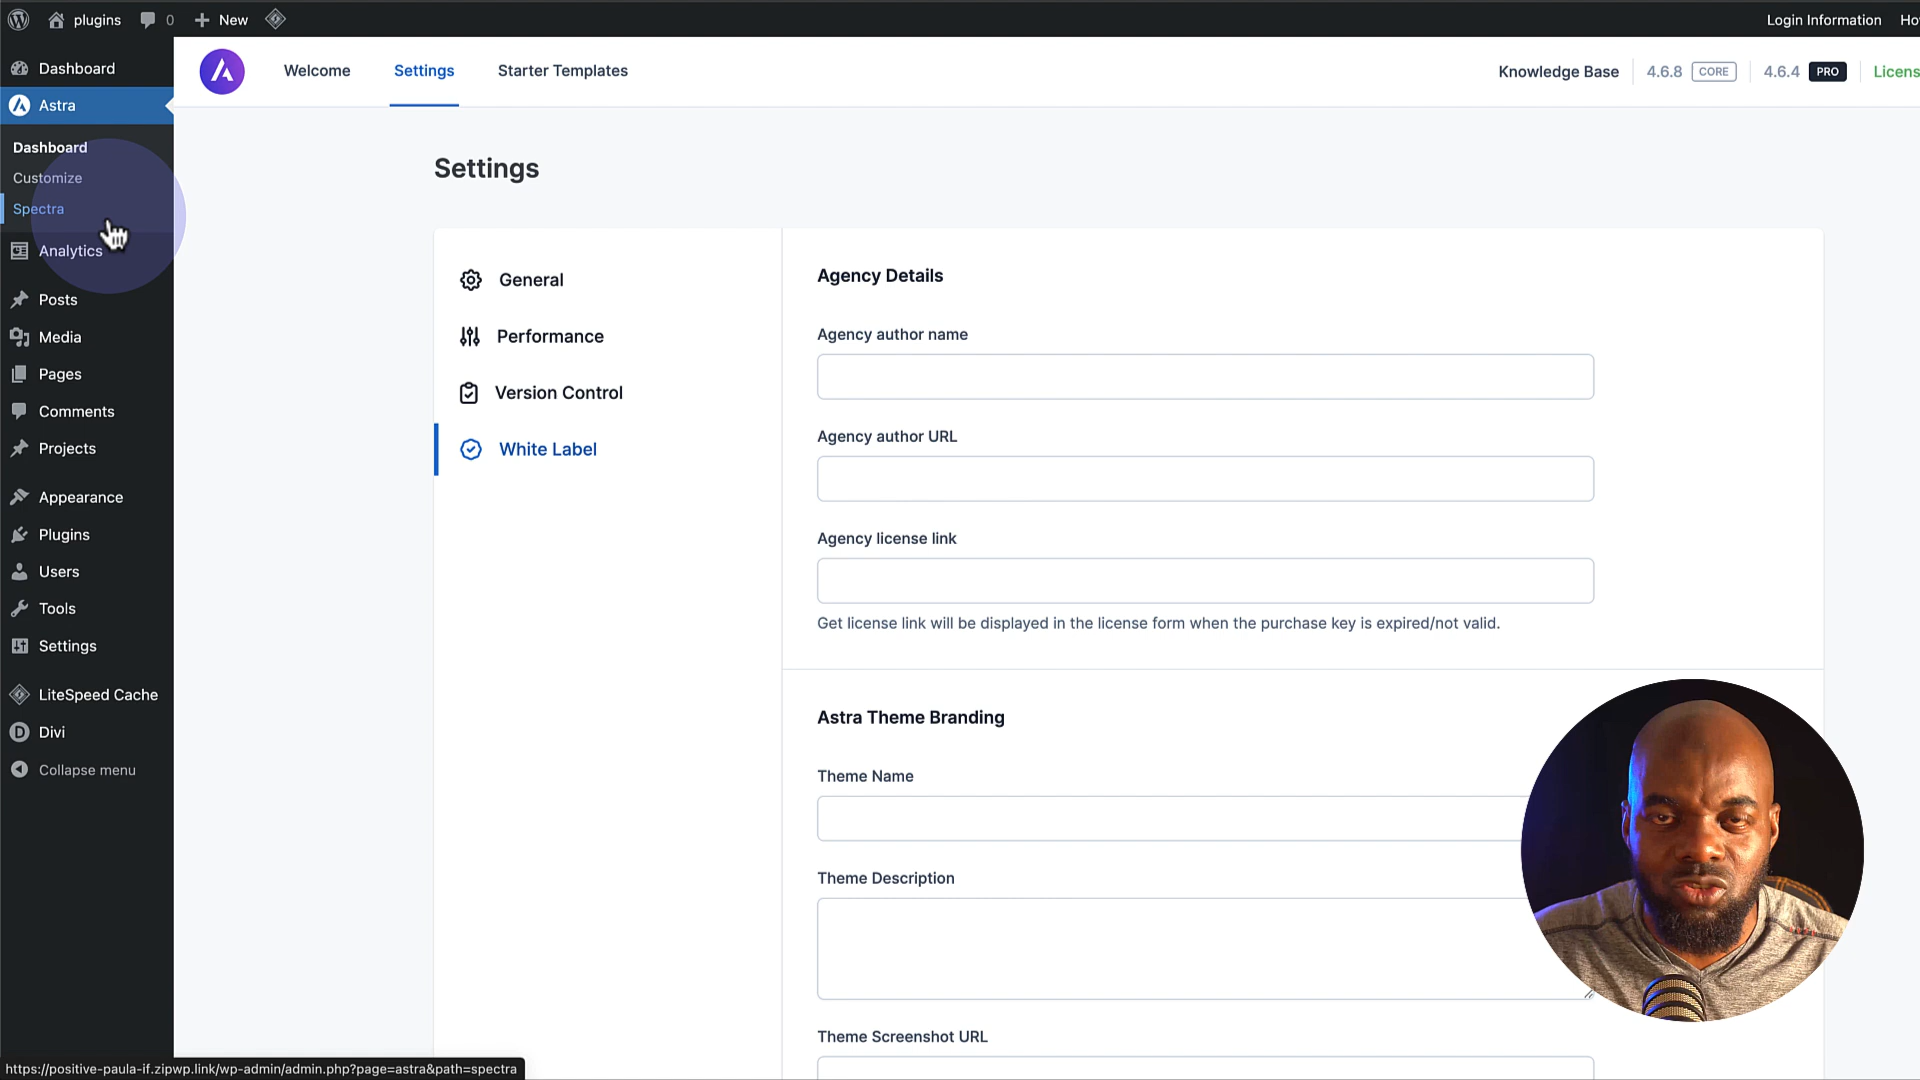 plugins
0
New
Login Information
Ho
Dashboard
Astra
Dashboard
Customize
Spectra
Analytics
Posts
Media
Pages
Comments
Projects
Appearance
Plugins
Users
Tools
Settings
LiteSpeed Cache
Divi
Collapse menu
Welcome
Settings
Starter Templates
Knowledge Base
4.6.8 CORE
4.6.4 PRO
Licens
Settings
General
Performance
Version Control
White Label
Agency Details
Agency author name
Agency author URL
Agency license link
Get license link will be displayed in the license form when the purchase key is expired/not valid.
Astra Theme Branding
Theme Name
Theme Description
Theme Screenshot URL
https://positive-paula-if.zipwp.link/wp-admin/admin.php?page=astra&path=spectra